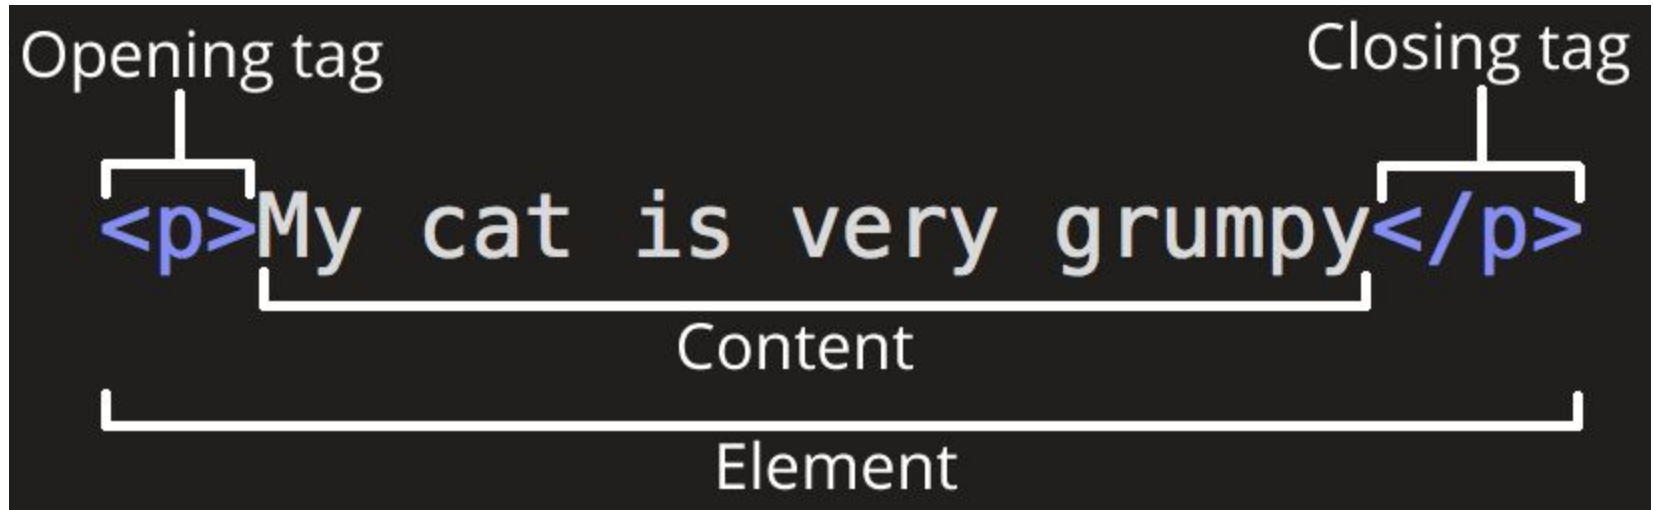 Opening tag
Closing tag
<p>My cat is very grumpy</p>
Content
Element